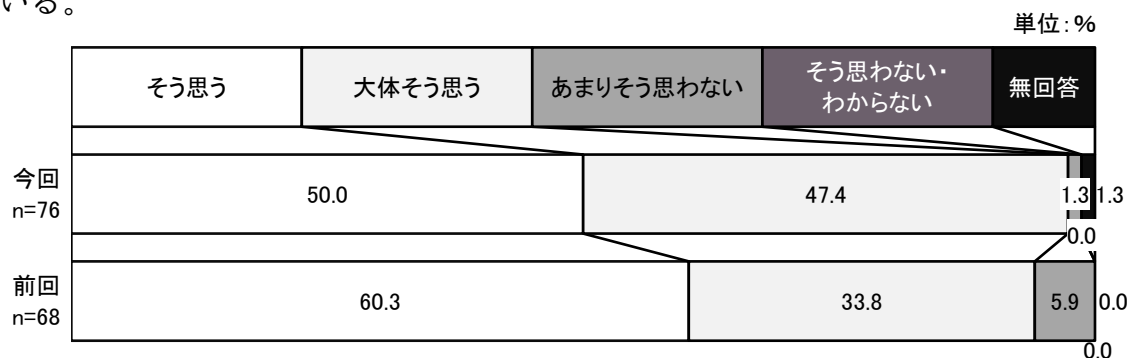 いる。
単位:%
そう思う
大体そう思う
あまりそう思わない
そう思わない・
わからない
無回答
今回
n=76
50.0
47.4
1.3
1.3
0.0
前回
n=68
60.3
33.8
5.9
0.0
0.0